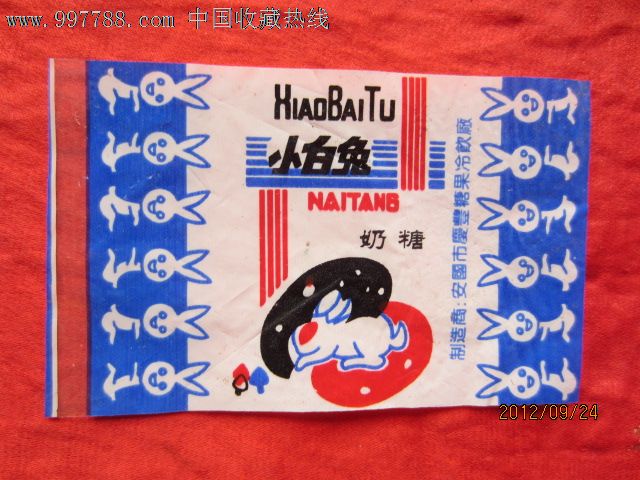 www.997788.com 中国收藏热线
XIAOBAITU
小白兔
NAITANG
奶糖
制造商:安國市慶豐糖果冷飲廠
2012/09/24